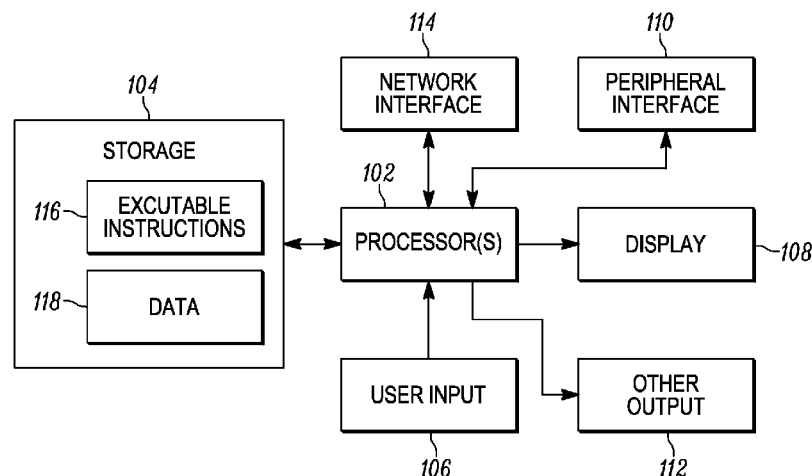 114
110
NETWORK
INTERFACE
PERIPHERAL
INTERFACE
104
STORAGE
116
EXCUTABLE
INSTRUCTIONS
118
DATA
102
PROCESSOR(S)
DISPLAY
108
USER INPUT
106
OTHER
OUTPUT
112